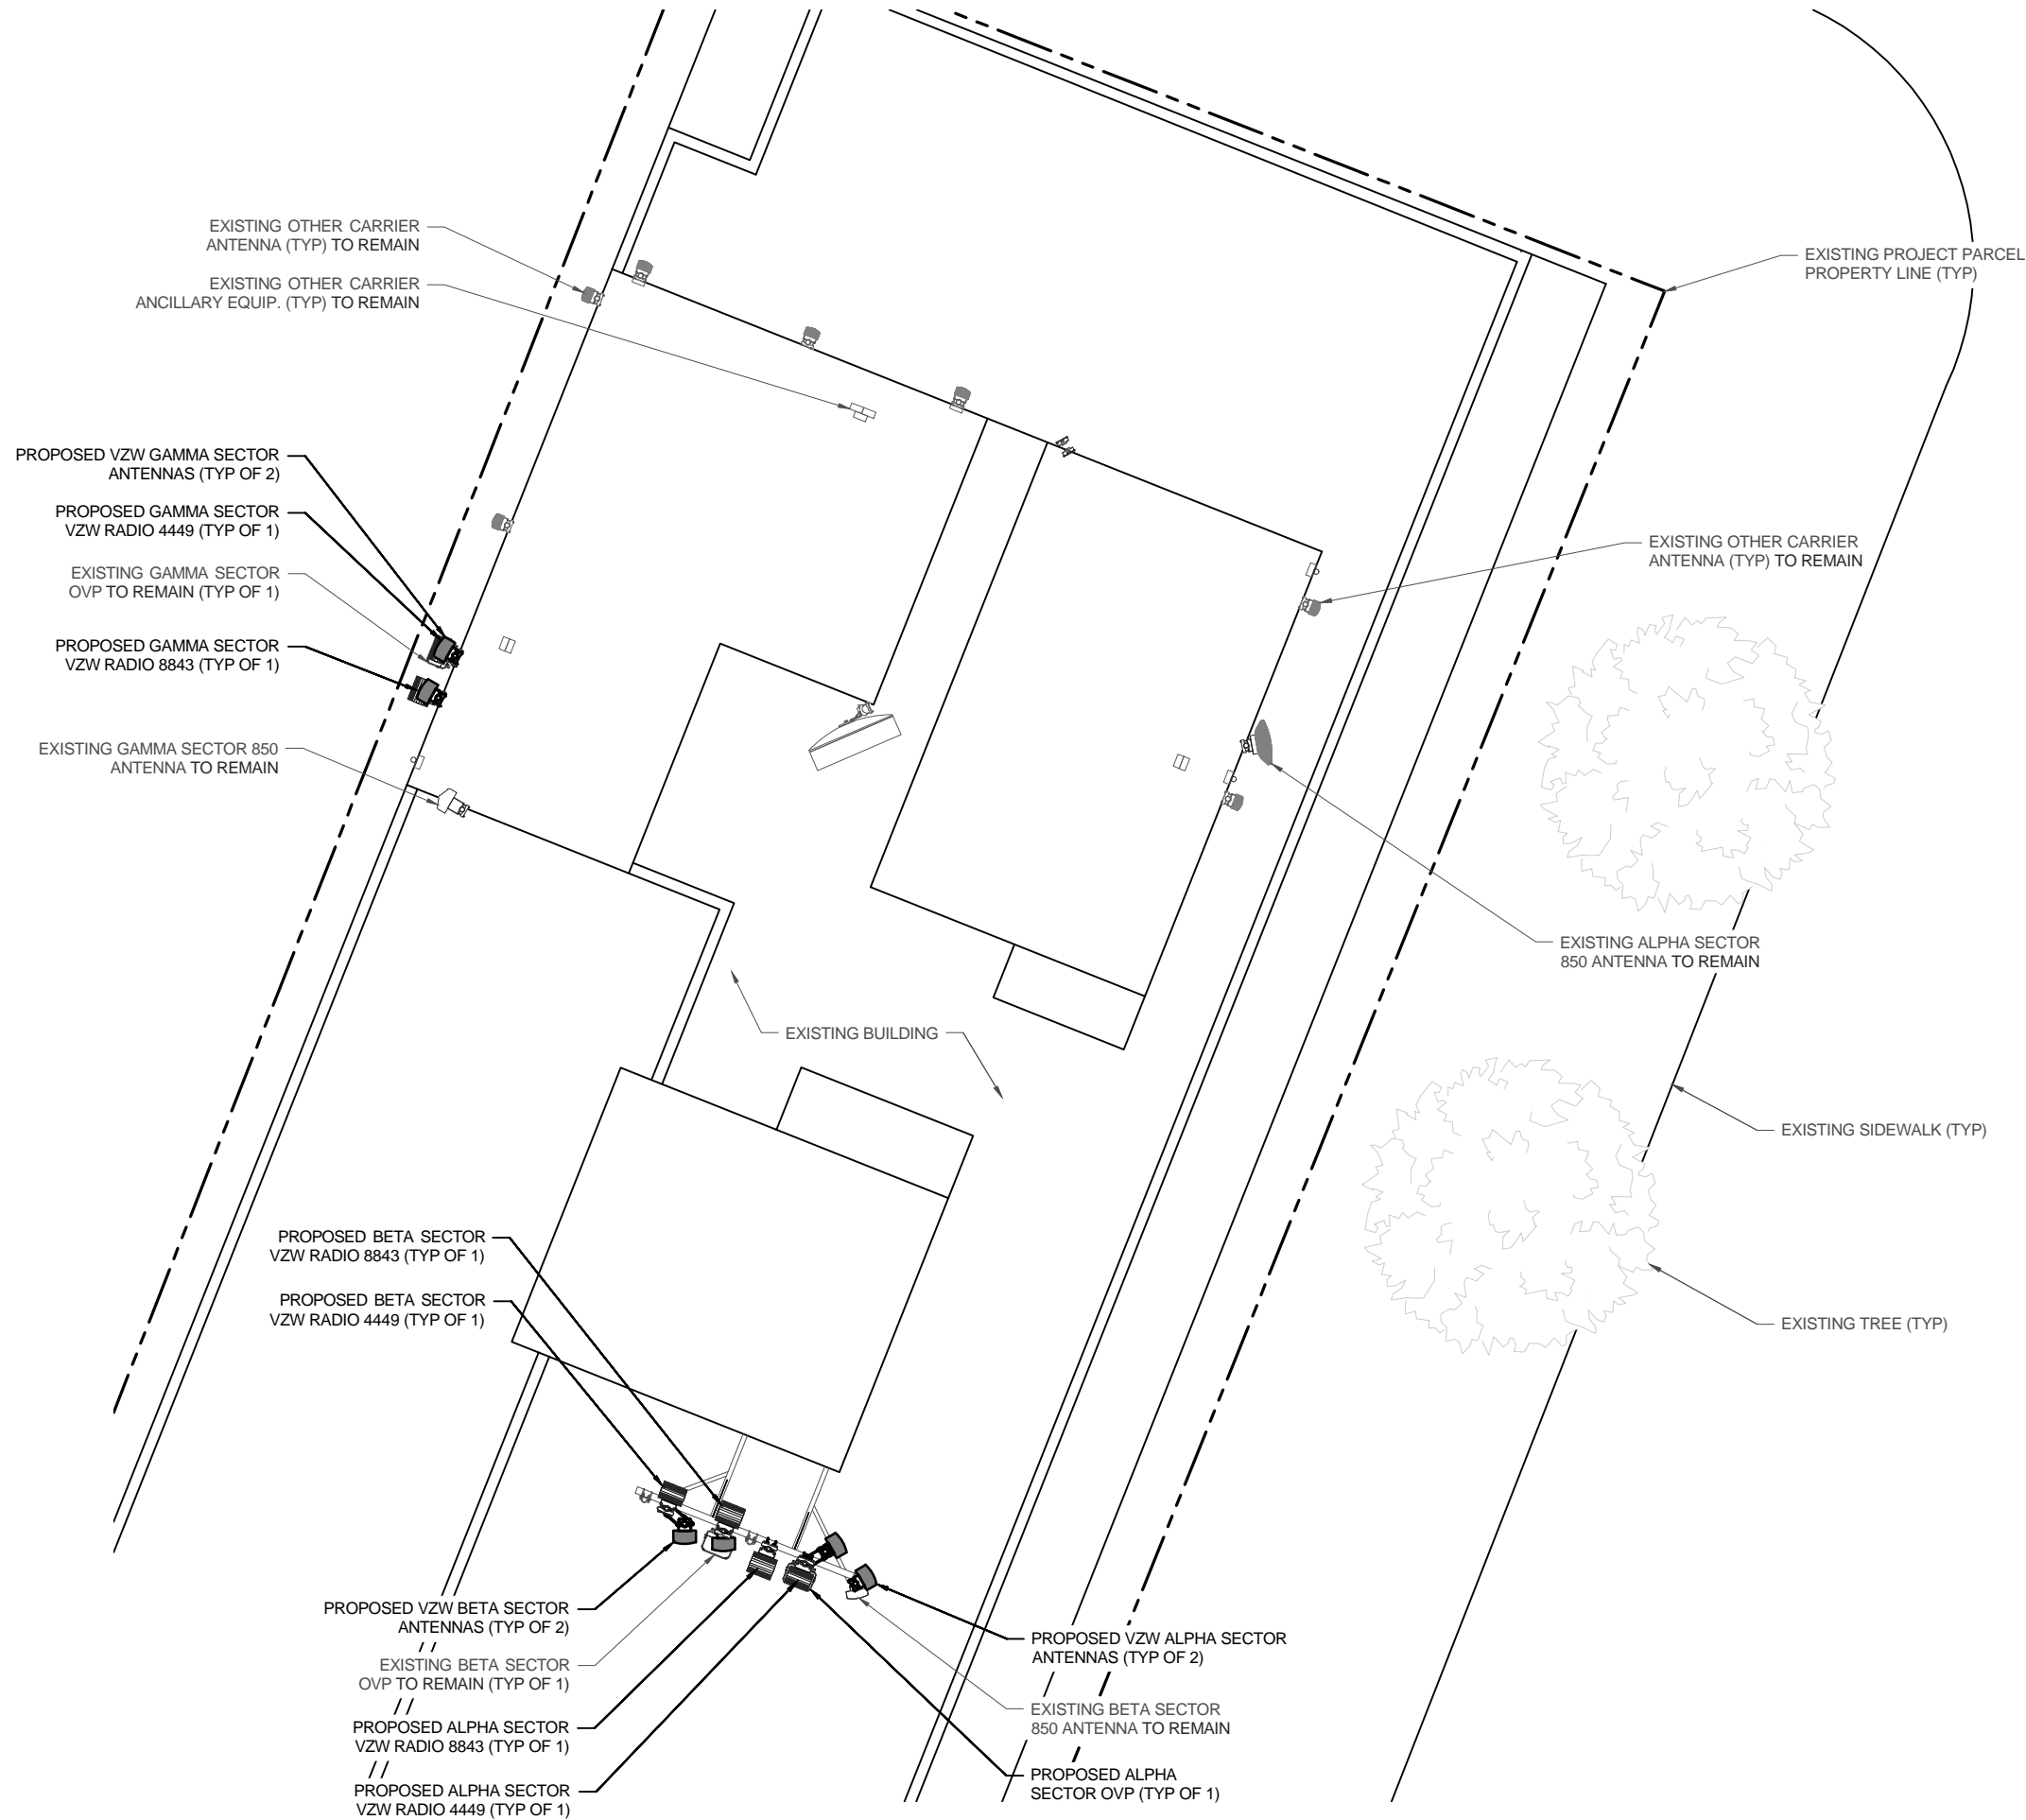 EXISTING OTHER CARRIER
ANTENNA (TYP) TO REMAIN
EXISTING OTHER CARRIER
ANCILLARY EQUIP. (TYP) TO REMAIN
EXISTING PROJECT PARCEL
PROPERTY LINE (TYP)
PROPOSED VZW GAMMA SECTOR
ANTENNAS (TYP OF 2)
PROPOSED GAMMA SECTOR
VZW RADIO 4449 (TYP OF 1)
EXISTING GAMMA SECTOR
OVP TO REMAIN (TYP OF 1)
PROPOSED GAMMA SECTOR
VZW RADIO 8843 (TYP OF 1)
EXISTING GAMMA SECTOR 850
ANTENNA TO REMAIN
EXISTING OTHER CARRIER
ANTENNA (TYP) TO REMAIN
EXISTING ALPHA SECTOR
850 ANTENNA TO REMAIN
EXISTING BUILDING
EXISTING SIDEWALK (TYP)
EXISTING TREE (TYP)
PROPOSED BETA SECTOR
VZW RADIO 8843 (TYP OF 1)
PROPOSED BETA SECTOR
VZW RADIO 4449 (TYP OF 1)
PROPOSED VZW BETA SECTOR
ANTENNAS (TYP OF 2)
EXISTING BETA SECTOR
OVP TO REMAIN (TYP OF 1)
PROPOSED ALPHA SECTOR
VZW RADIO 8843 (TYP OF 1)
PROPOSED ALPHA SECTOR
VZW RADIO 4449 (TYP OF 1)
PROPOSED VZW ALPHA SECTOR
ANTENNAS (TYP OF 2)
EXISTING BETA SECTOR
850 ANTENNA TO REMAIN
PROPOSED ALPHA
SECTOR OVP (TYP OF 1)